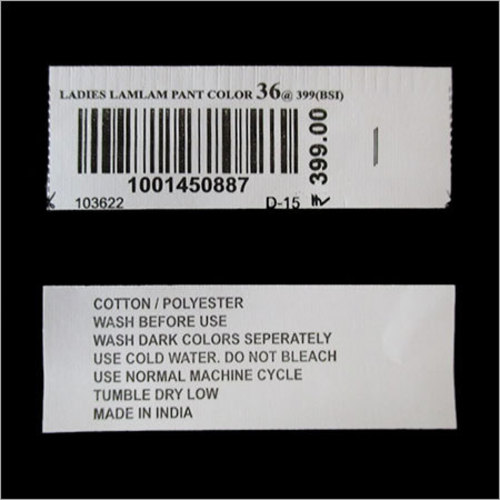 LADIES LAMLAM PANT COLOR 36@ 399(BSI)
1001450887
103622 D-15
₹ 399.00
COTTON / POLYESTER
WASH BEFORE USE
WASH DARK COLORS SEPERATELY
USE COLD WATER. DO NOT BLEACH
USE NORMAL MACHINE CYCLE
TUMBLE DRY LOW
MADE IN INDIA